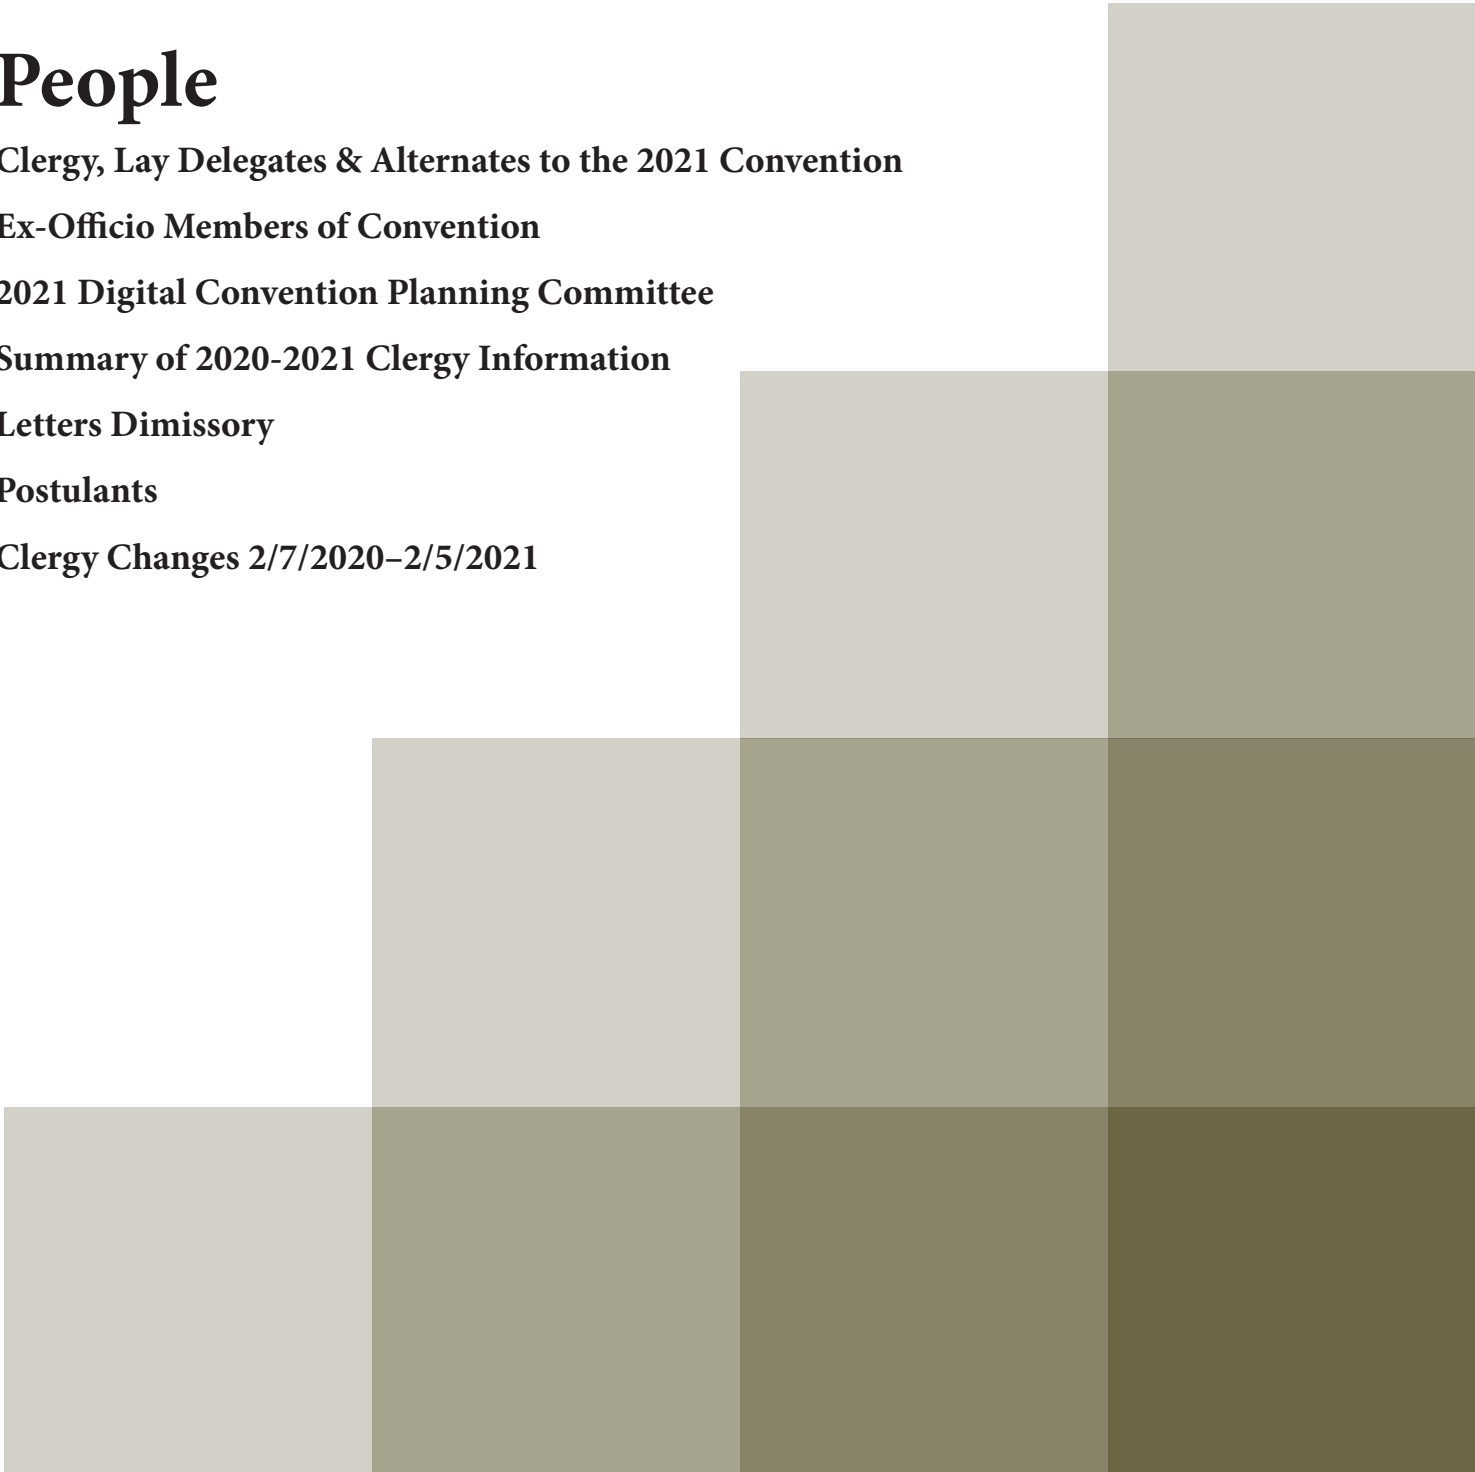 People
Clergy, Lay Delegates & Alternates to the 2021 Convention
Ex-Officio Members of Convention
2021 Digital Convention Planning Committee
Summary of 2020-2021 Clergy Information
Letters Dimissory
Postulants
Clergy Changes 2/7/2020–2/5/2021